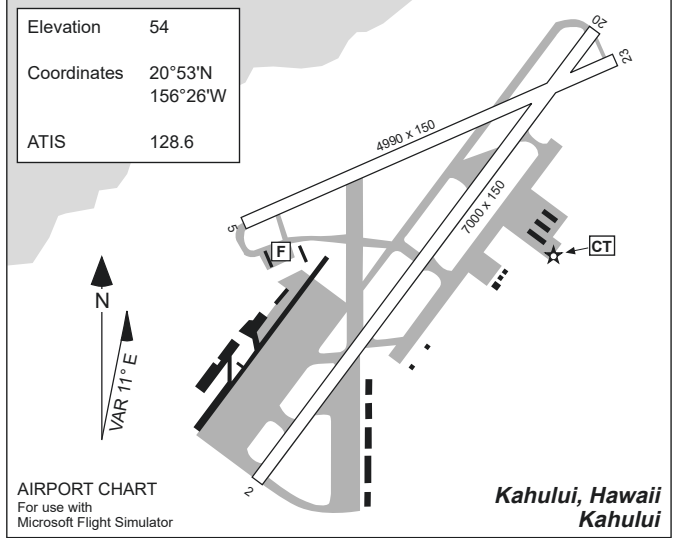 Elevation 54
Coordinates 20°53'N
156°26'W
ATIS 128.6
20
23
4990 x 150
7000 x 150
5
F
CT
N
VAR 11° E
2
AIRPORT CHART
For use with
Microsoft Flight Simulator
Kahului, Hawaii
Kahului